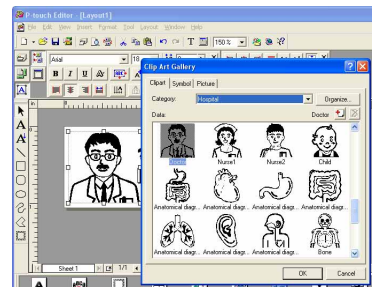 P-touch Editor - [Layout1]
File Edit View Insert Format Tool Layout Window Help
150 %
Arial
18
Clip Art Gallery
Clipart Symbol Picture
Category: Hospital Organize...
Data: Doctor
Doctor Nurse1 Nurse2 Child
Anatomical diagr... Anatomical diagr... Anatomical diagr... Anatomical diagr...
Anatomical diagr... Anatomical diagr... Anatomical diagr... Bone
Sheet 1 1/1
OK Cancel